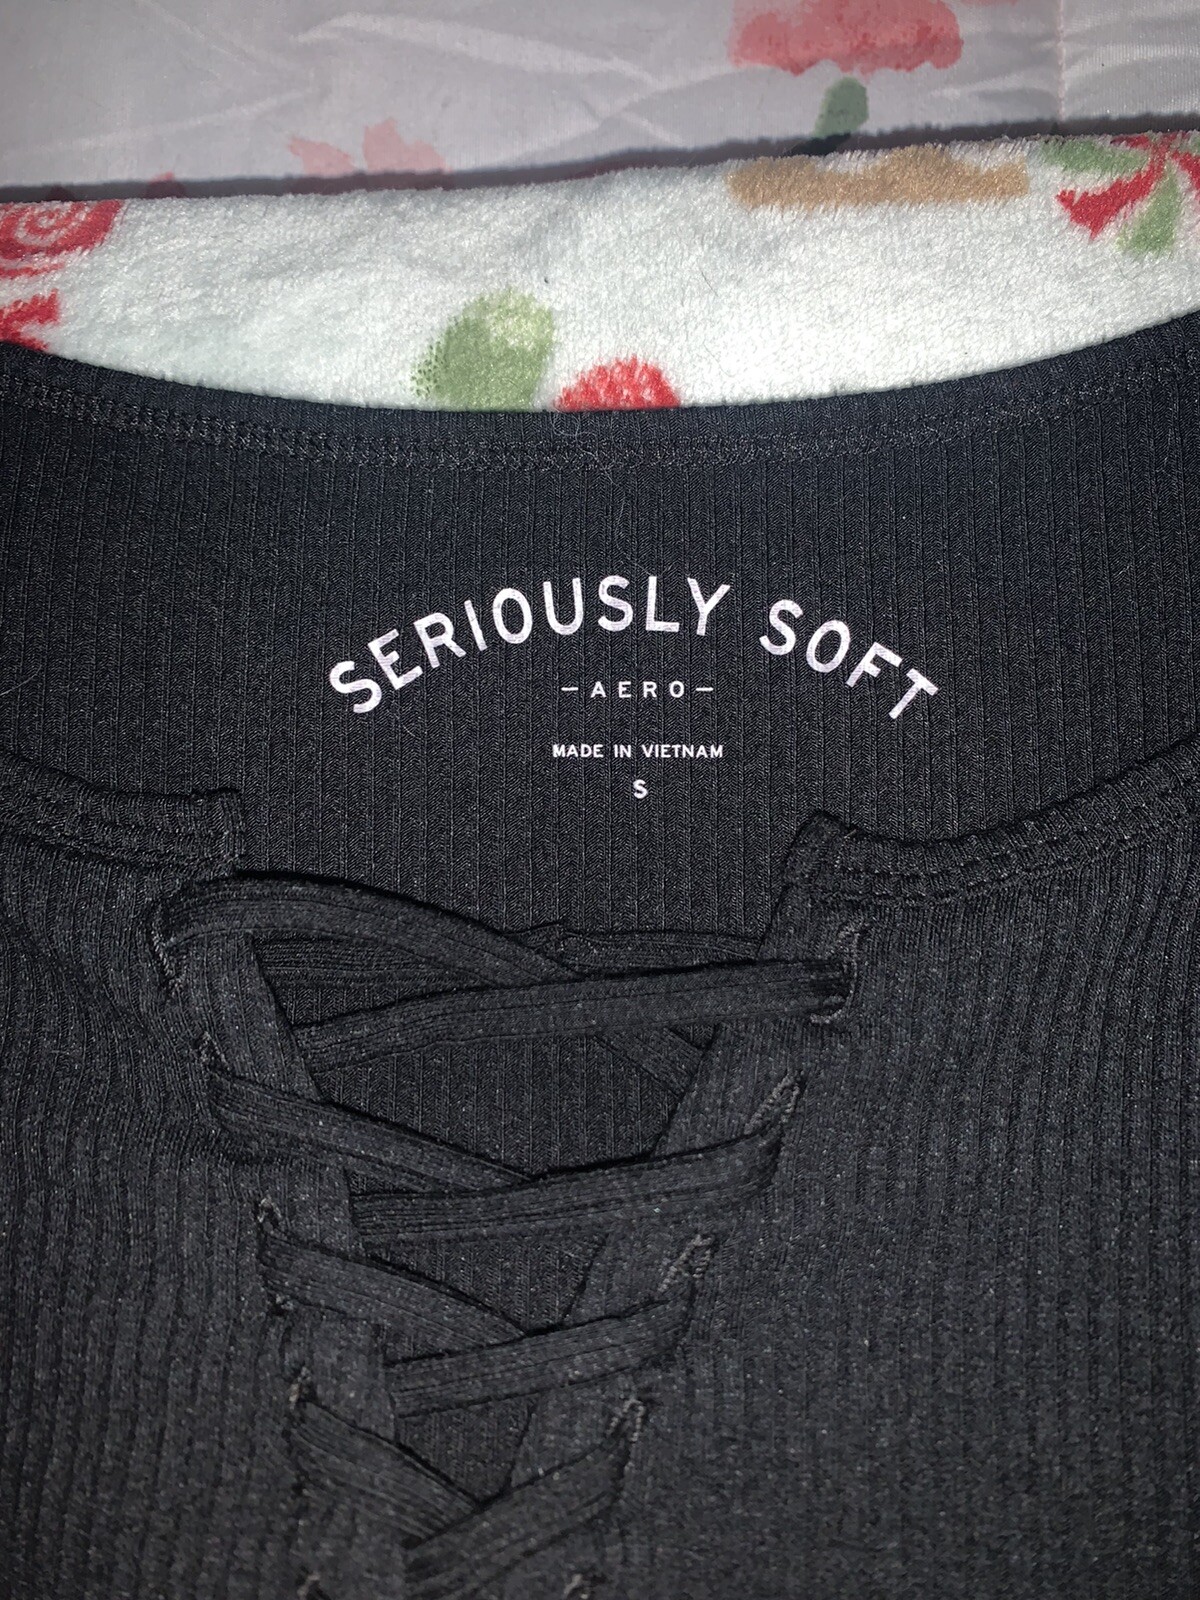 SERIOUSLY SOFT
-AERO-
MADE IN VIETNAM
S